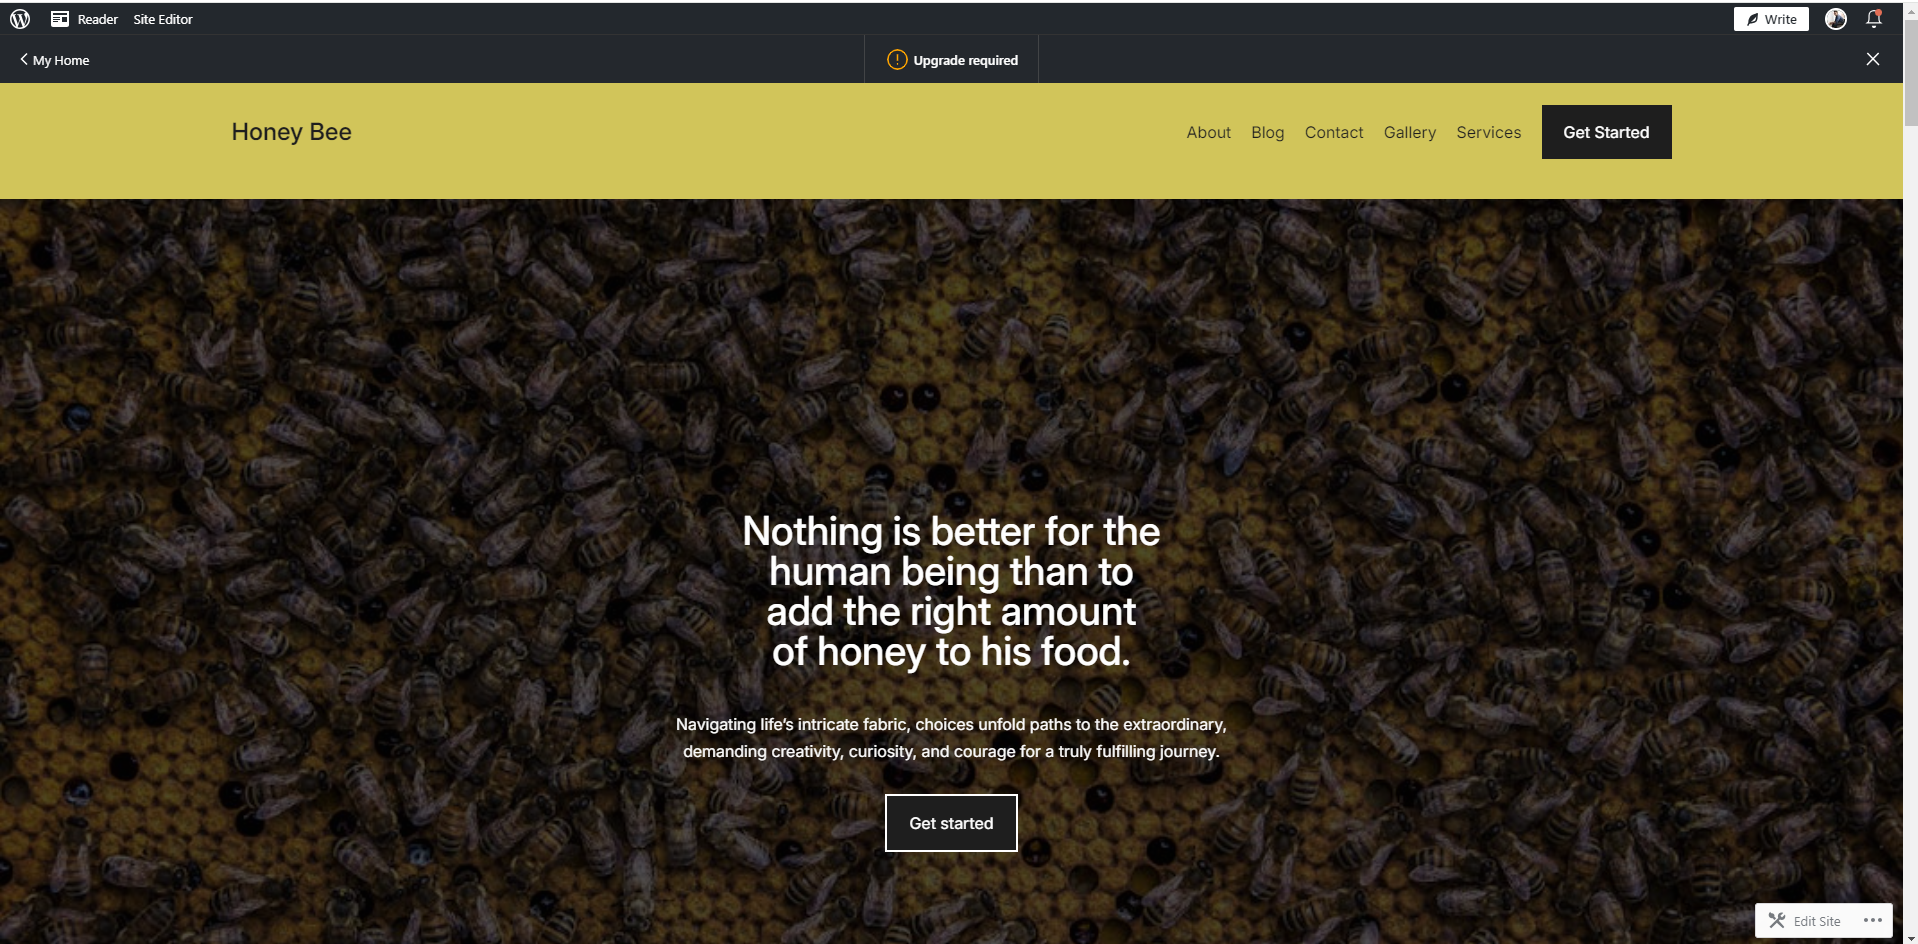 Reader Site Editor Write
My Home Upgrade required
Honey Bee About Blog Contact Gallery Services Get Started
Nothing is better for the
human being than to
add the right amount
of honey to his food.
Navigating life’s intricate fabric, choices unfold paths to the extraordinary,
demanding creativity, curiosity, and courage for a truly fulfilling journey.
Get started
Edit Site